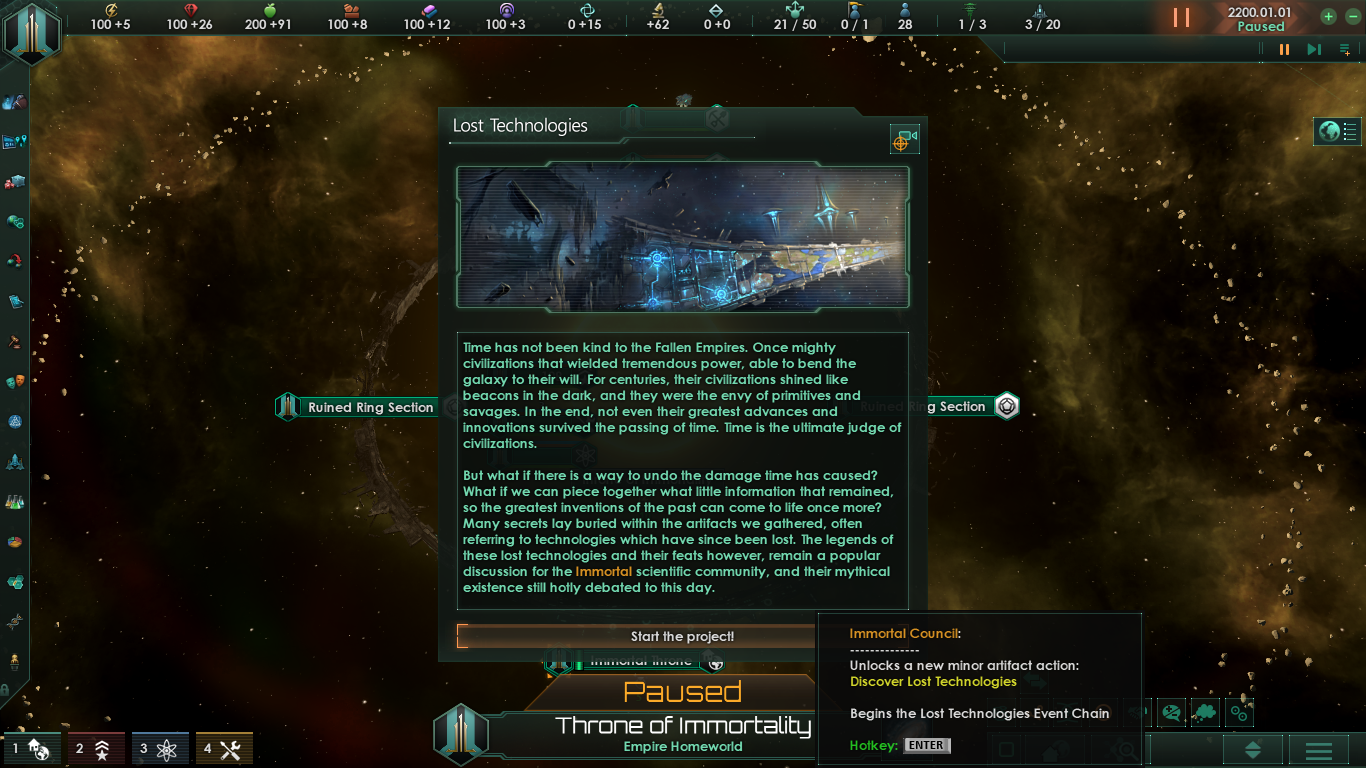 100 +5
100 +26
200 +91
100 +8
100 +12
100 +3
0 +15
+62
0 +0
21 / 50
0 / 1
28
1 / 3
3 / 20
2200.01.01
Paused
Lost Technologies
Time has not been kind to the Fallen Empires. Once mighty
civilizations that wielded tremendous power, able to bend the
galaxy to their will. For centuries, their civilizations shined like
beacons in the dark, and they were the envy of primitives and
savages. In the end, not even their greatest advances and
innovations survived the passing of time. Time is the ultimate judge of
civilizations.
But what if there is a way to undo the damage time has caused?
What if we can piece together what little information that remained,
so the greatest inventions of the past can come to life once more?
Many secrets lay buried within the artifacts we gathered, often
referring to technologies which have since been lost. The legends of
these lost technologies and their feats however, remain a popular
discussion for the Immortal scientific community, and their mythical
existence still hotly debated to this day.
Ruined Ring Section
Ruined Ring Section
Start the project!
Immortal Council:
--------------
Unlocks a new minor artifact action:
Discover Lost Technologies
Begins the Lost Technologies Event Chain
Hotkey: ENTER
Immortal Throne
Paused
Throne of Immortality
Empire Homeworld
1
2
3
4